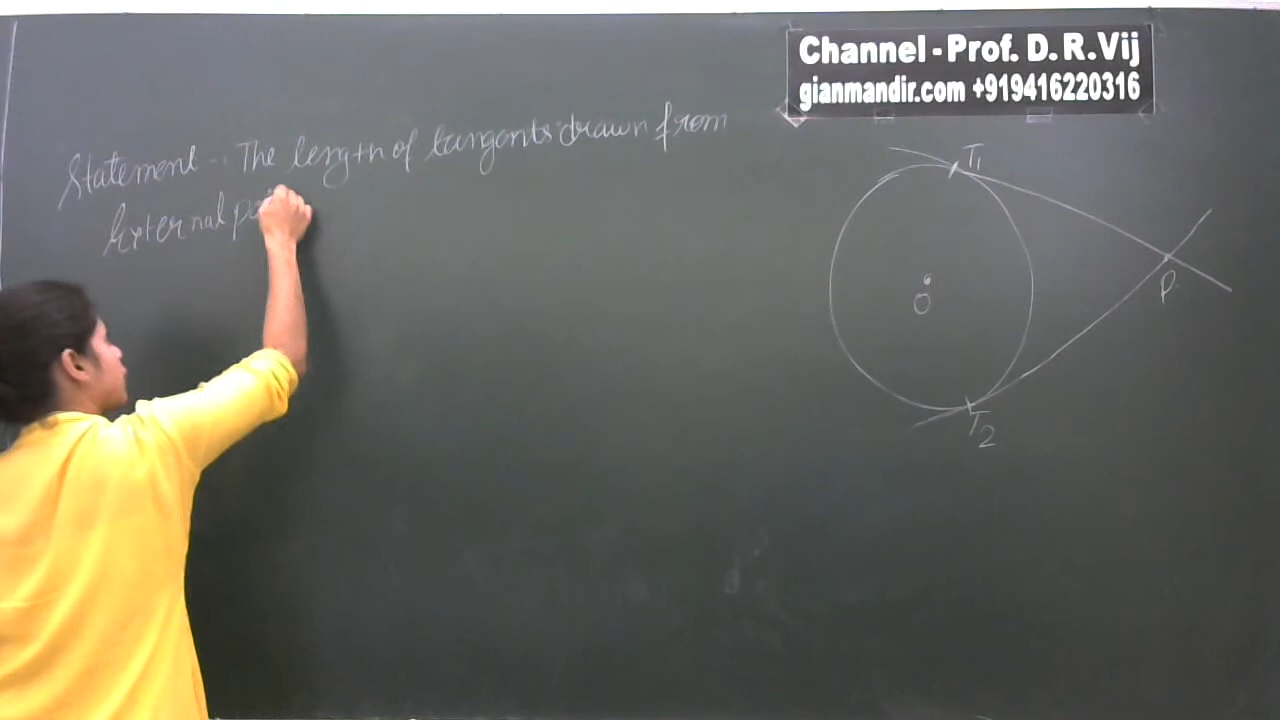 Channel - Prof. D. R. Vij
gianmandir.com +919416220316
Statement -: The length of tangents drawn from
External
T1
P
O
T2